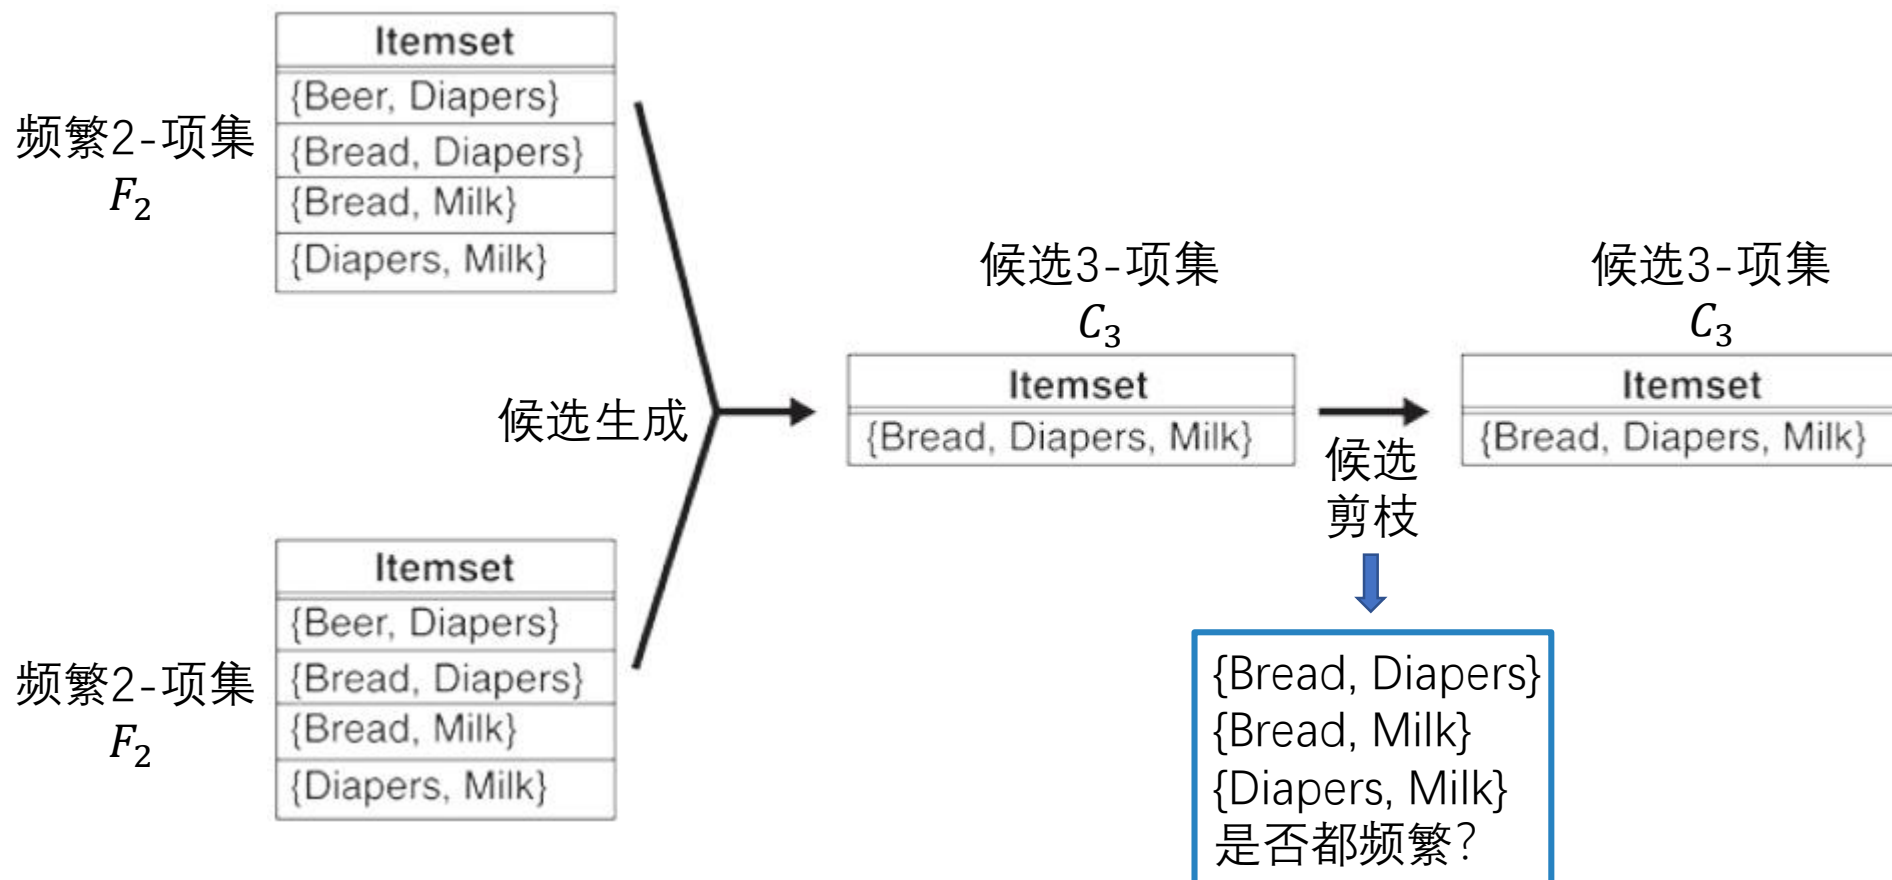 频繁2-项集
F₂
Itemset
{Beer, Diapers}
{Bread, Diapers}
{Bread, Milk}
{Diapers, Milk}
频繁2-项集
F₂
Itemset
{Beer, Diapers}
{Bread, Diapers}
{Bread, Milk}
{Diapers, Milk}
候选生成
候选3-项集
C₃
Itemset
{Bread, Diapers, Milk}
候选
剪枝
{Bread, Diapers}
{Bread, Milk}
{Diapers, Milk}
是否都频繁?
候选3-项集
C₃
Itemset
{Bread, Diapers, Milk}